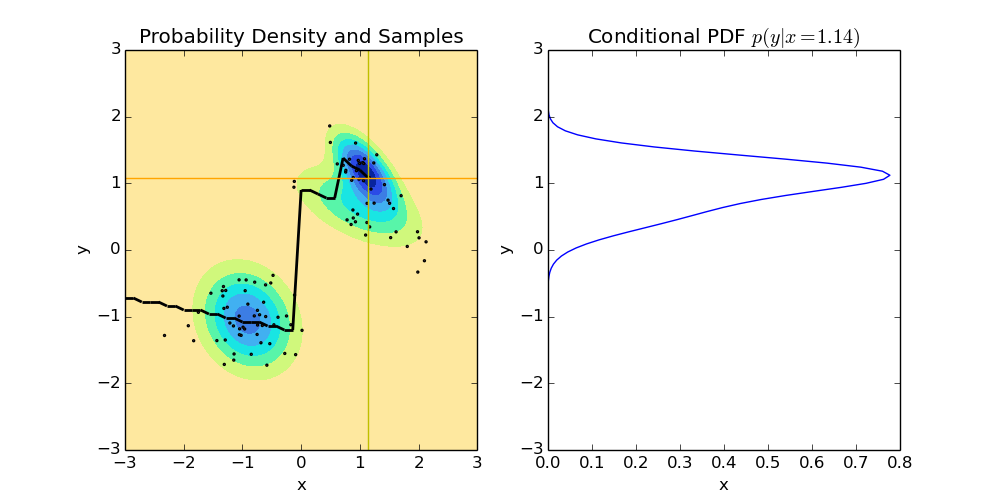 Probability Density and Samples
3
2
1
0
−1
−2
−3
y
−3 −2 −1 0 1 2 3
x
Conditional PDF p(y|x=1.14)
3
2
1
0
−1
−2
−3
y
0.0 0.1 0.2 0.3 0.4 0.5 0.6 0.7 0.8
x